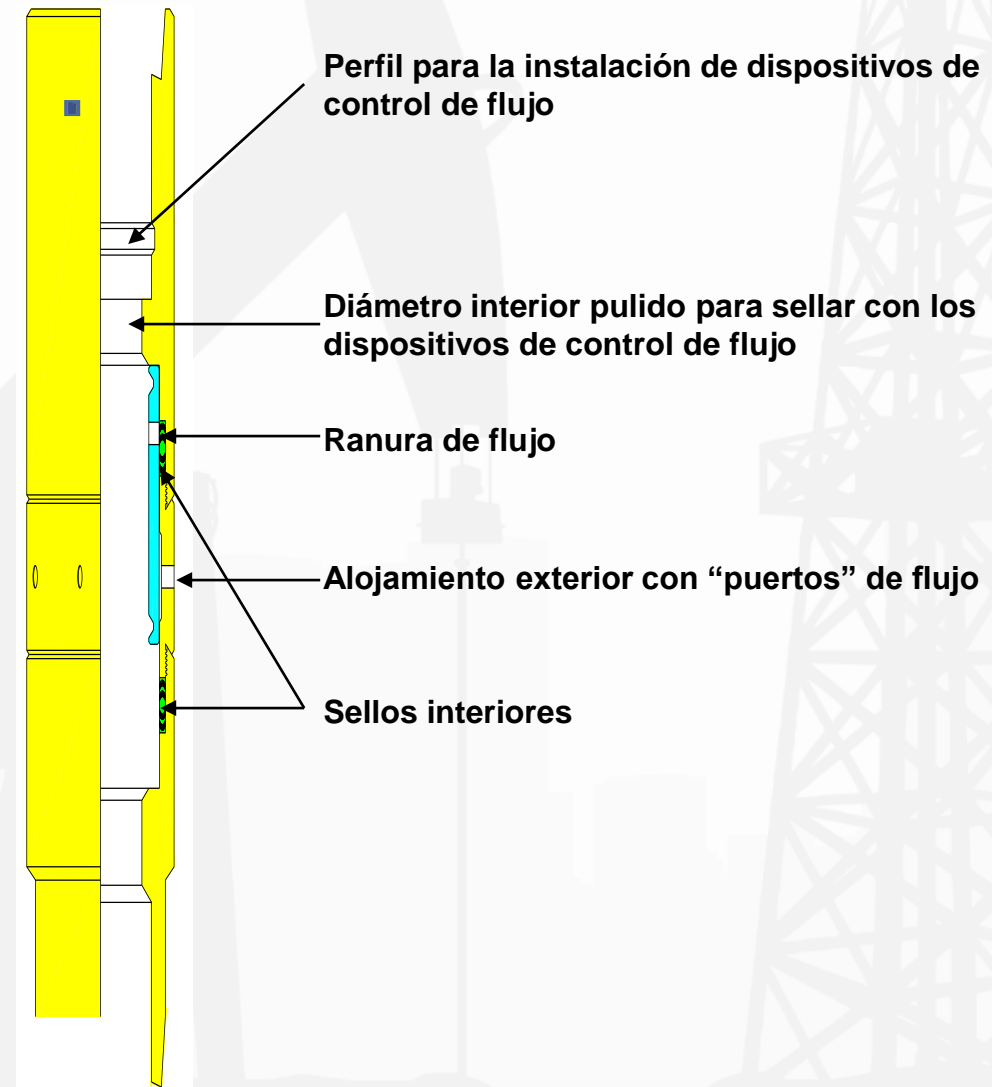 Perfil para la instalación de dispositivos de
control de flujo
Diámetro interior pulido para sellar con los
dispositivos de control de flujo
Ranura de flujo
Alojamiento exterior con “puertos” de flujo
Sellos interiores